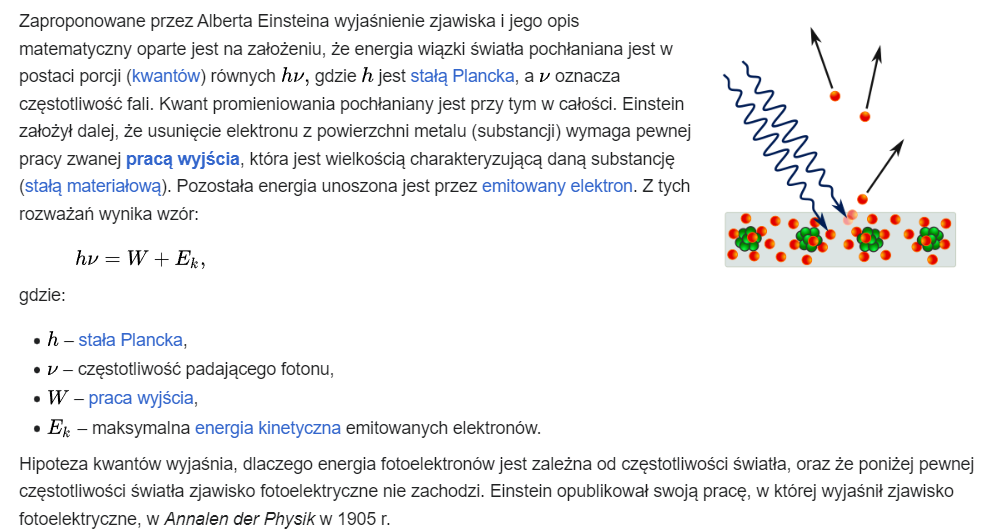 Zaproponowane przez Alberta Einsteina wyjaśnienie zjawiska i jego opis
matematyczny oparte jest na założeniu, że energia wiązki światła pochłaniana jest w
postaci porcji (kwantów) równych hν, gdzie h jest stałą Plancka, a ν oznacza
częstotliwość fali. Kwant promieniowania pochłaniany jest przy tym w całości. Einstein
założył dalej, że usunięcie elektronu z powierzchni metalu (substancji) wymaga pewnej
pracy zwanej pracą wyjścia, która jest wielkością charakteryzującą daną substancję
(stałą materiałową). Pozostała energia unoszona jest przez emitowany elektron. Z tych
rozważań wynika wzór:
hν = W + Eₖ,
gdzie:
• h – stała Plancka,
• ν – częstotliwość padającego fotonu,
• W – praca wyjścia,
• Eₖ – maksymalna energia kinetyczna emitowanych elektronów.
Hipoteza kwantów wyjaśnia, dlaczego energia fotoelektronów jest zależna od częstotliwości światła, oraz że poniżej pewnej
częstotliwości światła zjawisko fotoelektryczne nie zachodzi. Einstein opublikował swoją pracę, w której wyjaśnił zjawisko
fotoelektryczne, w Annalen der Physik w 1905 r.